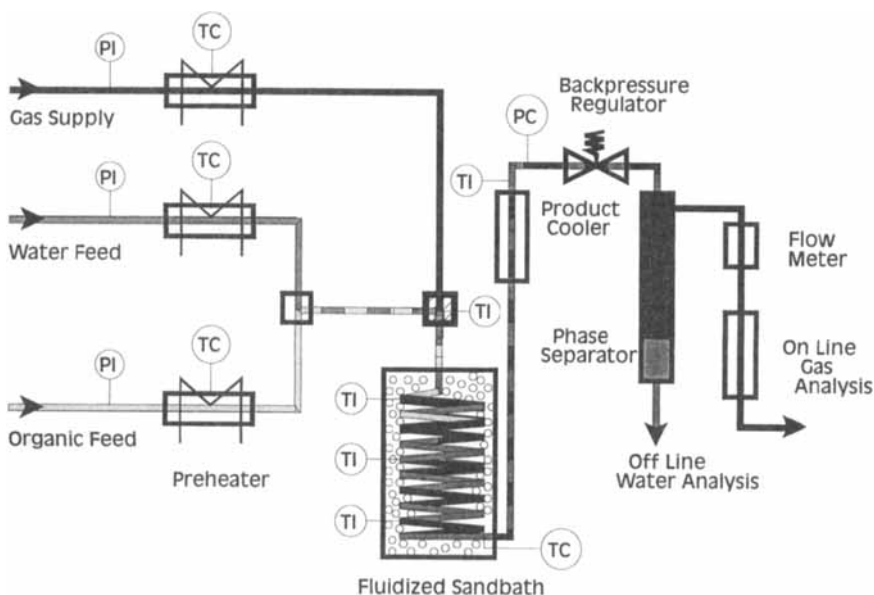 TC
PI
Gas Supply
TC
PI
Water Feed
TC
PI
Organic Feed
Preheater
TI
TI
TI
TI
TC
Fluidized Sandbath
TI
PC
Backpressure
Regulator
Product
Cooler
Phase
Separator
Off Line
Water Analysis
Flow
Meter
On Line
Gas
Analysis